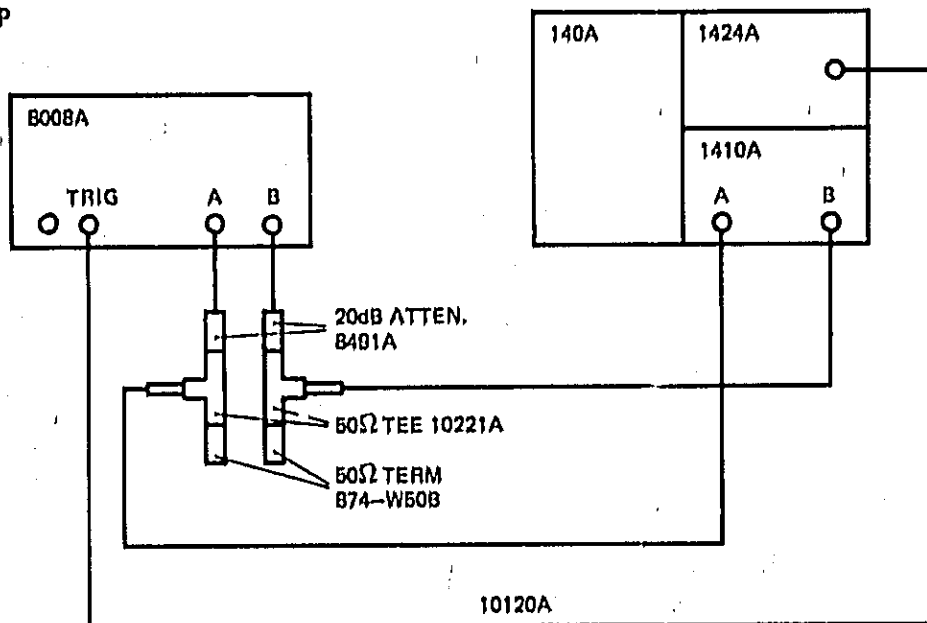 P
140A
1424A
8008A
1410A
TRIG
A
B
A
B
20dB ATTEN,
8491A
50Ω TEE 10221A
50Ω TERM
874–W50B
10120A